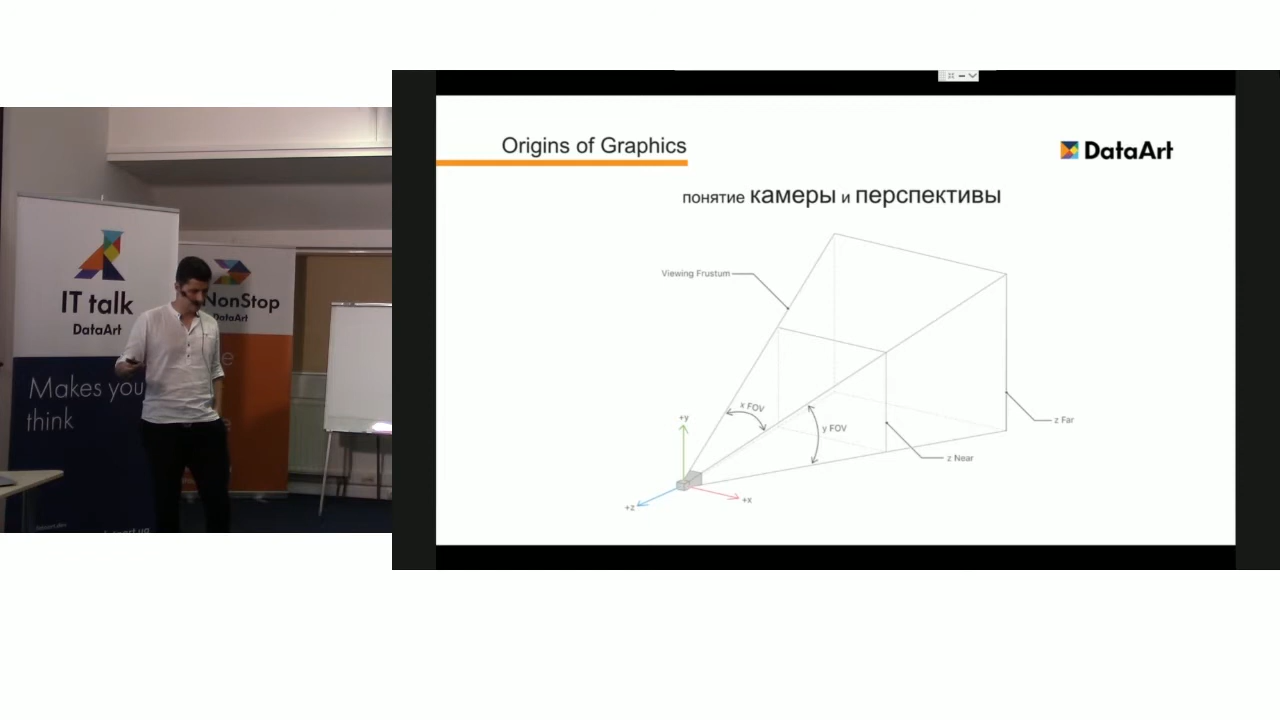 IT talk
DataArt
Makes you
think
NonStop
DataArt
Origins of Graphics
DataArt
понятие камеры и перспективы
Viewing Frustum
x FOV
y FOV
z Far
z Near
+y
+x
+z